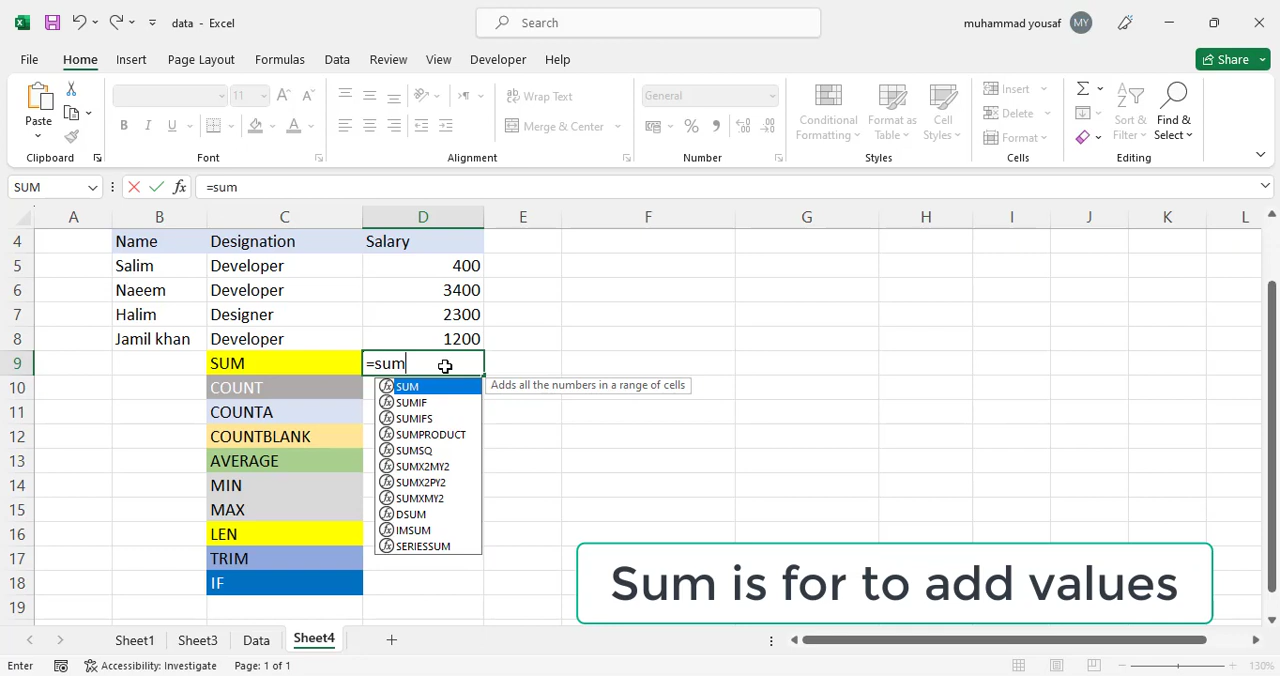 data - Excel
Search
muhammad yousaf MY
File Home Insert Page Layout Formulas Data Review View Developer Help Share
Paste
11
Wrap Text
Merge & Center
General
Conditional Formatting
Format as Table
Cell Styles
Insert
Delete
Format
Sort & Filter
Find & Select
Clipboard Font Alignment Number Styles Cells Editing
SUM fx =sum
A B C D E F G H I J K L
4 Name Designation Salary
5 Salim Developer 400
6 Naeem Developer 3400
7 Halim Designer 2300
8 Jamil khan Developer 1200
9 SUM =sum
10 COUNT
11 COUNTA
12 COUNTBLANK
13 AVERAGE
14 MIN
15 MAX
16 LEN
17 TRIM
18 IF
19
SUM Adds all the numbers in a range of cells
SUMIF
SUMIFS
SUMPRODUCT
SUMSQ
SUMX2MY2
SUMX2PY2
SUMXMY2
DSUM
IMSUM
SERIESSUM
Sum is for to add values
Sheet1 Sheet3 Data Sheet4
Enter Accessibility: Investigate Page: 1 of 1 130%